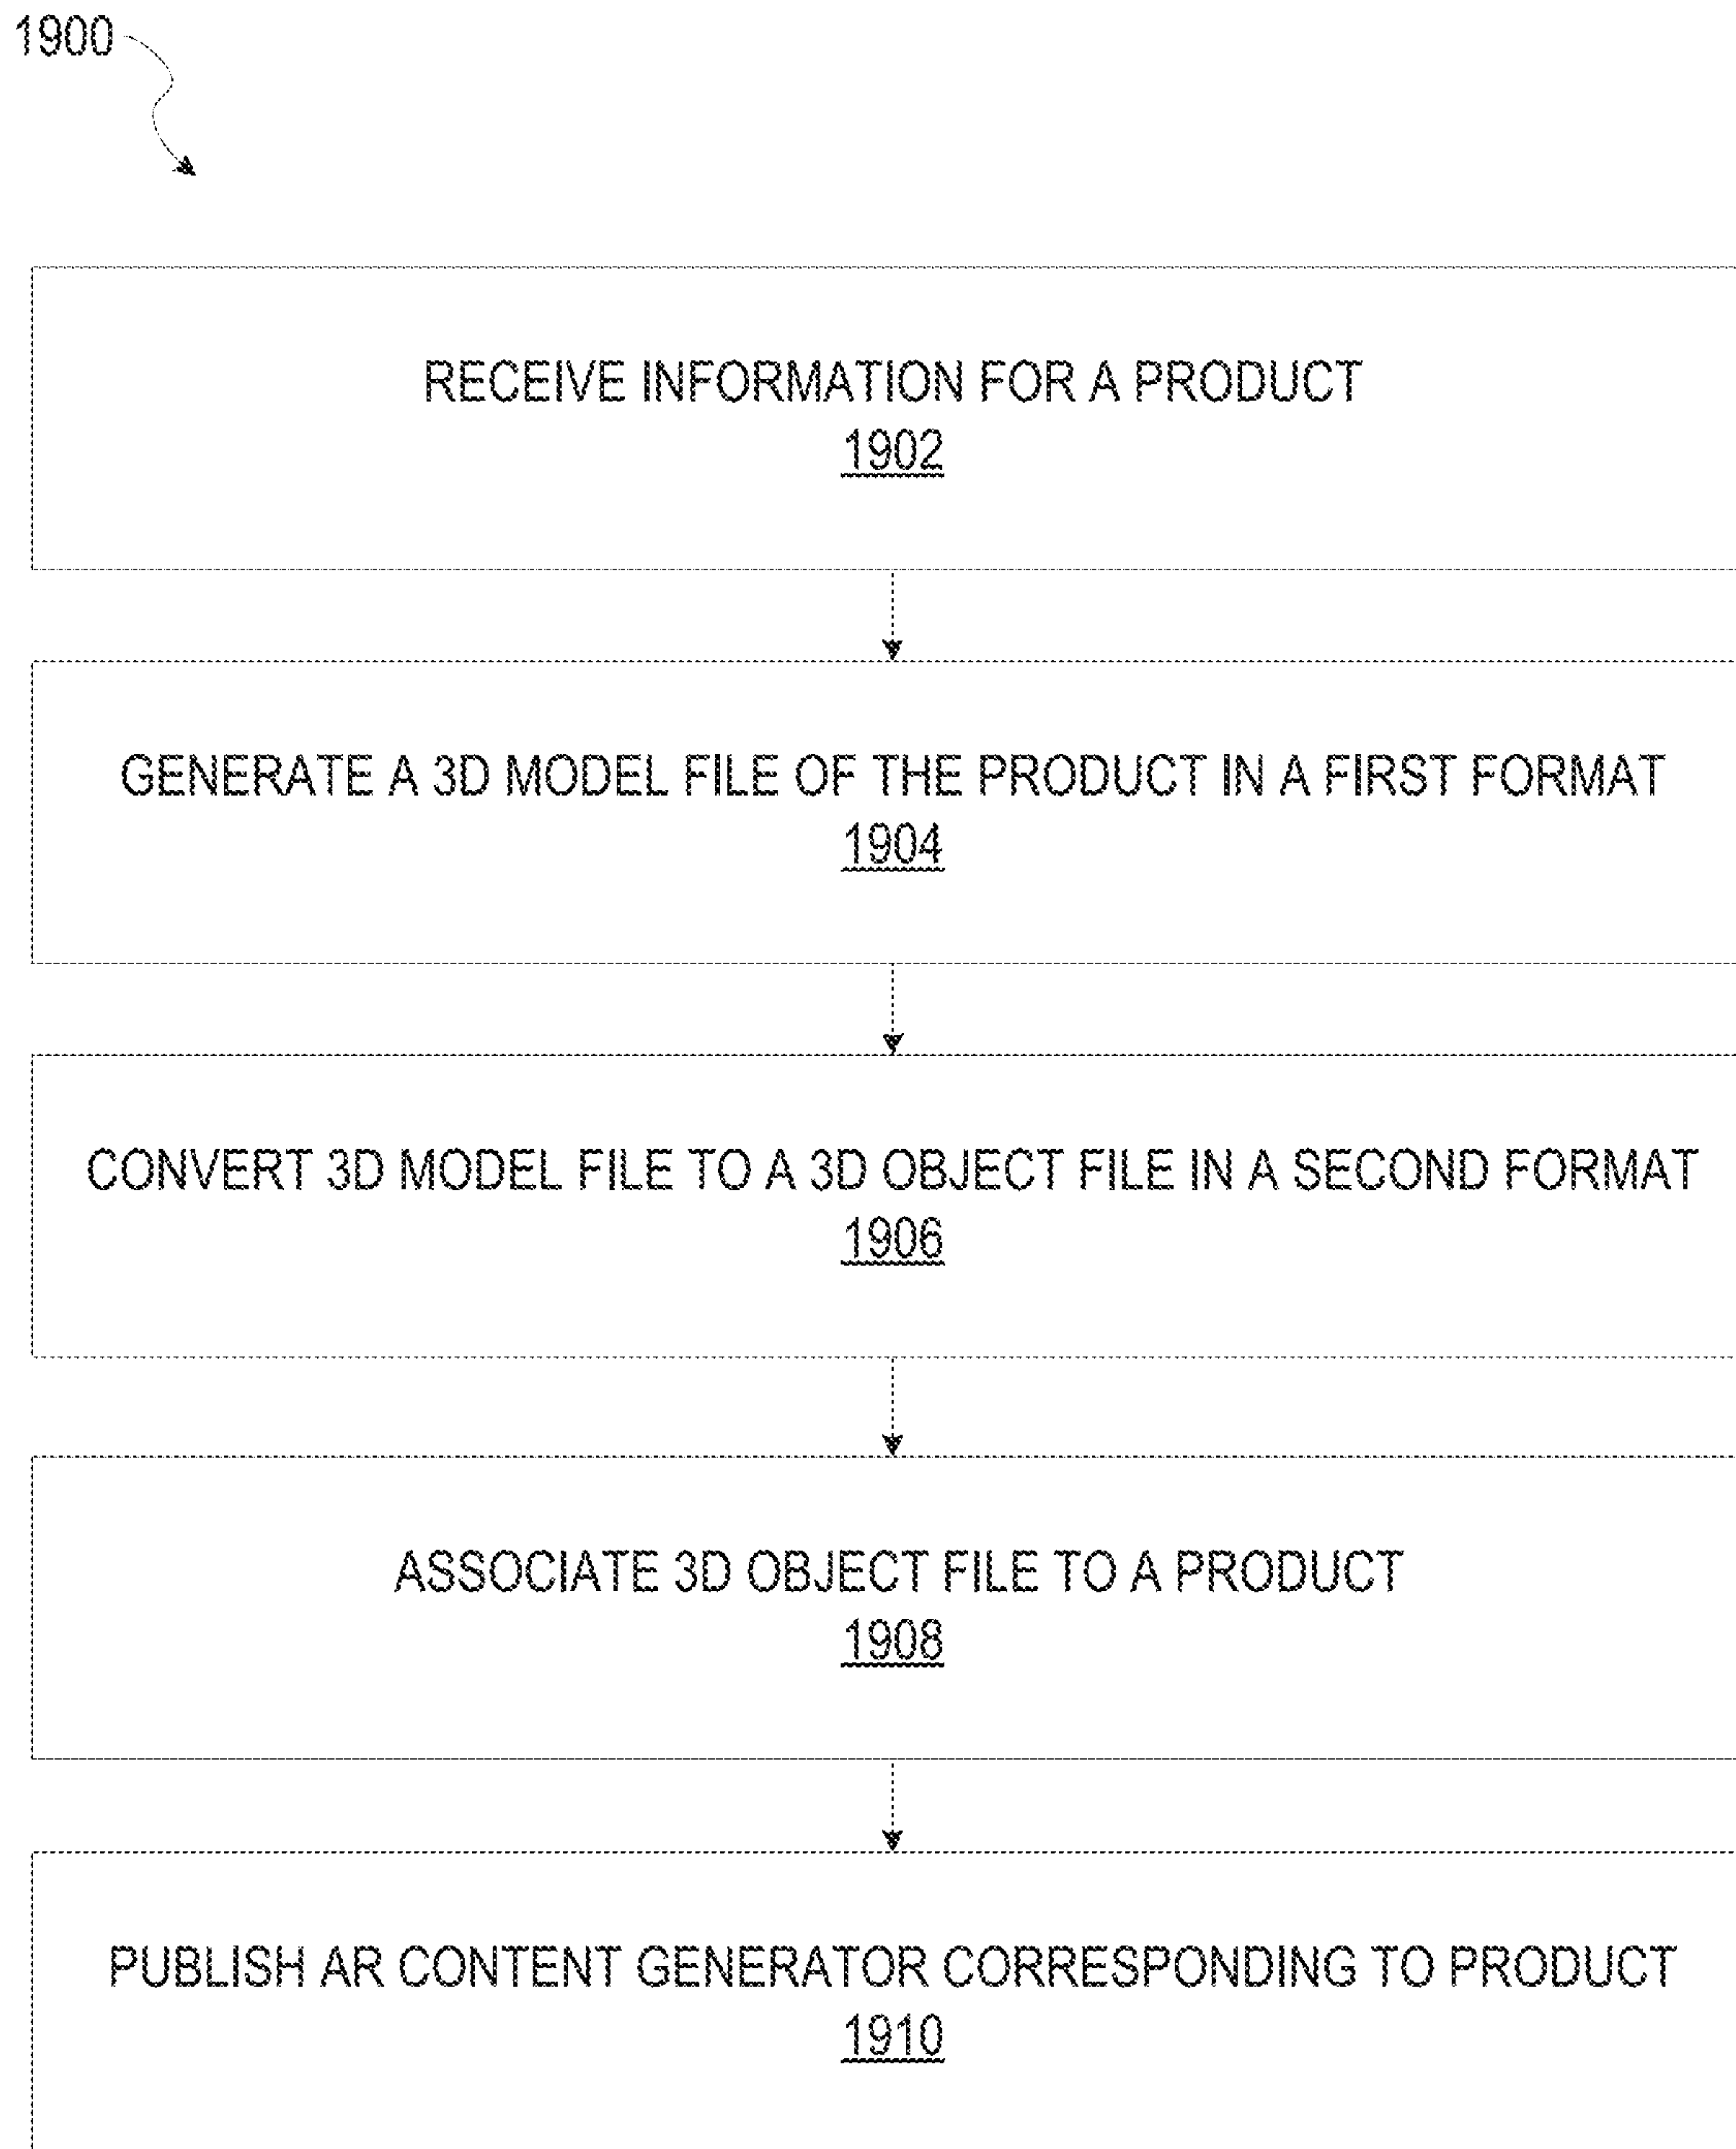 1900
RECEIVE INFORMATION FOR A PRODUCT
1902
GENERATE A 3D MODEL FILE OF THE PRODUCT IN A FIRST FORMAT
1904
CONVERT 3D MODEL FILE TO A 3D OBJECT FILE IN A SECOND FORMAT
1906
ASSOCIATE 3D OBJECT FILE TO A PRODUCT
1908
PUBLISH AR CONTENT GENERATOR CORRESPONDING TO PRODUCT
1910